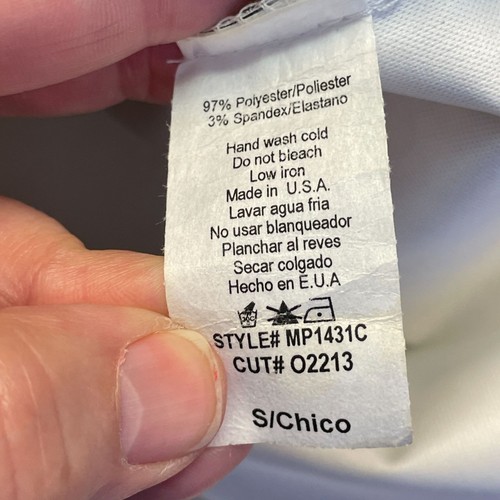 97% Polyester/Poliester
3% Spandex/Elastano
Hand wash cold
Do not bleach
Low iron
Made in U.S.A.
Lavar agua fria
No usar blanqueador
Planchar al reves
Secar colgado
Hecho en E.U.A
STYLE# MP1431C
CUT# O2213
S/Chico